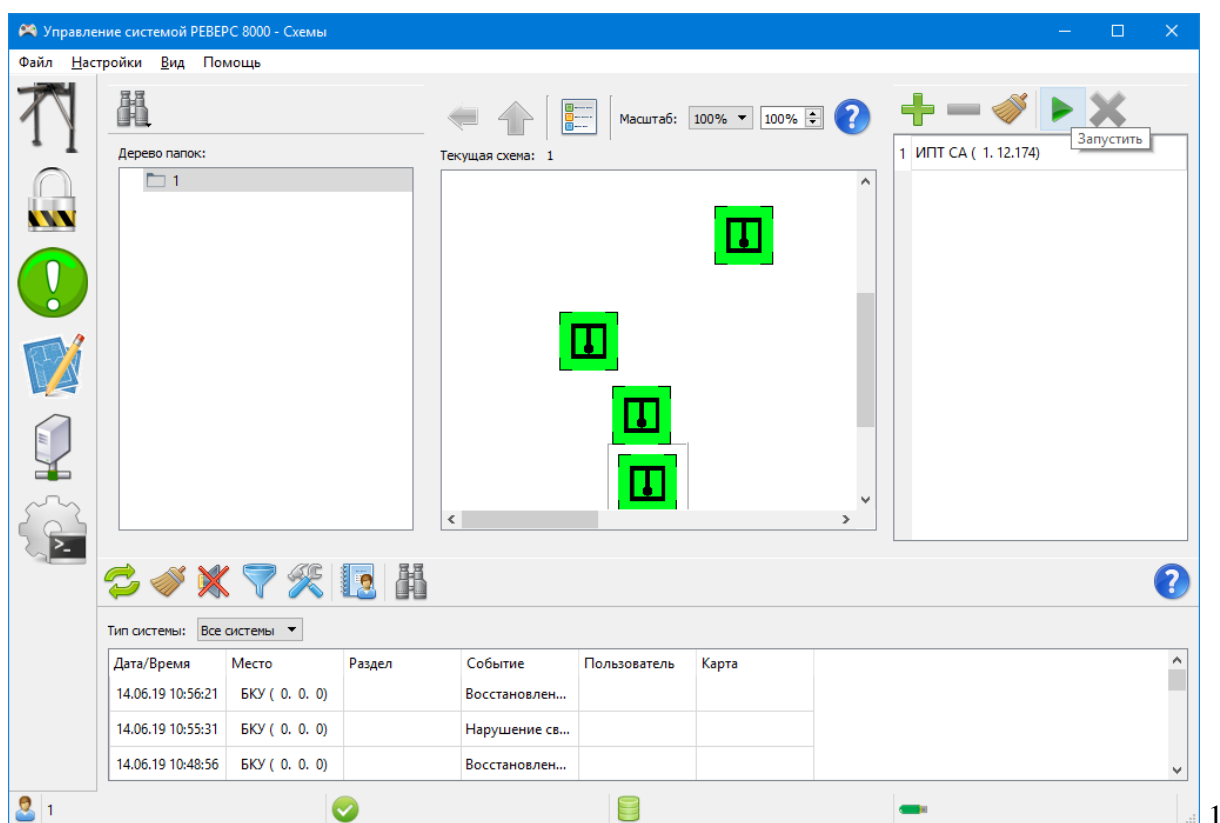 Управление системой РЕВЕРС 8000 - Схемы
Файл Настройки Вид Помощь
Масштаб: 100% 100%
Запустить
Дерево папок:
1
Текущая схема: 1
1 ИПТ СА ( 1. 12.174)
Тип системы: Все системы
Дата/Время Место Раздел Событие Пользователь Карта
14.06.19 10:56:21 БКУ ( 0. 0. 0) Восстановлен...
14.06.19 10:55:31 БКУ ( 0. 0. 0) Нарушение св...
14.06.19 10:48:56 БКУ ( 0. 0. 0) Восстановлен...
1
1